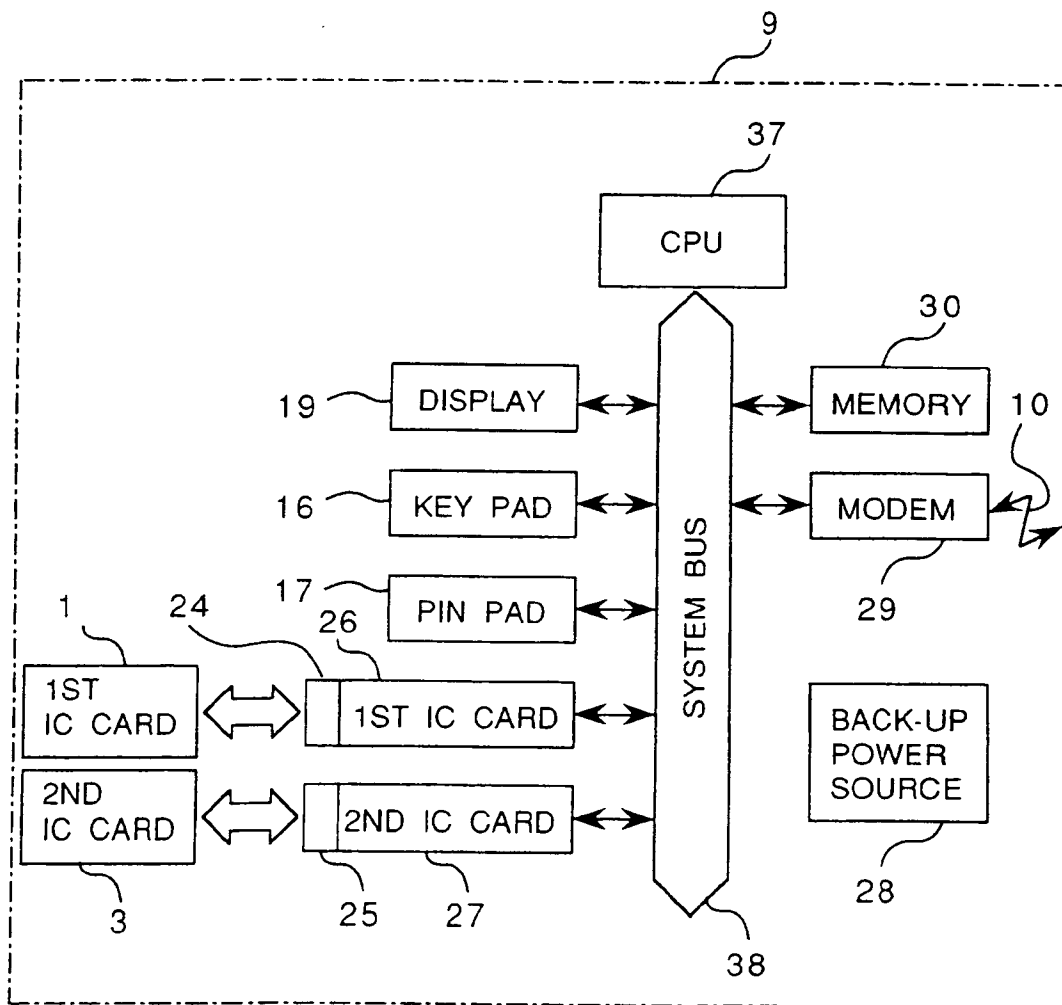 9
37
CPU
30
19
DISPLAY
MEMORY
10
16
KEY PAD
MODEM
29
17
PIN PAD
SYSTEM BUS
1
24
26
1ST
IC CARD
1ST IC CARD
BACK-UP
POWER
SOURCE
28
2ND
IC CARD
2ND IC CARD
3
25
27
38